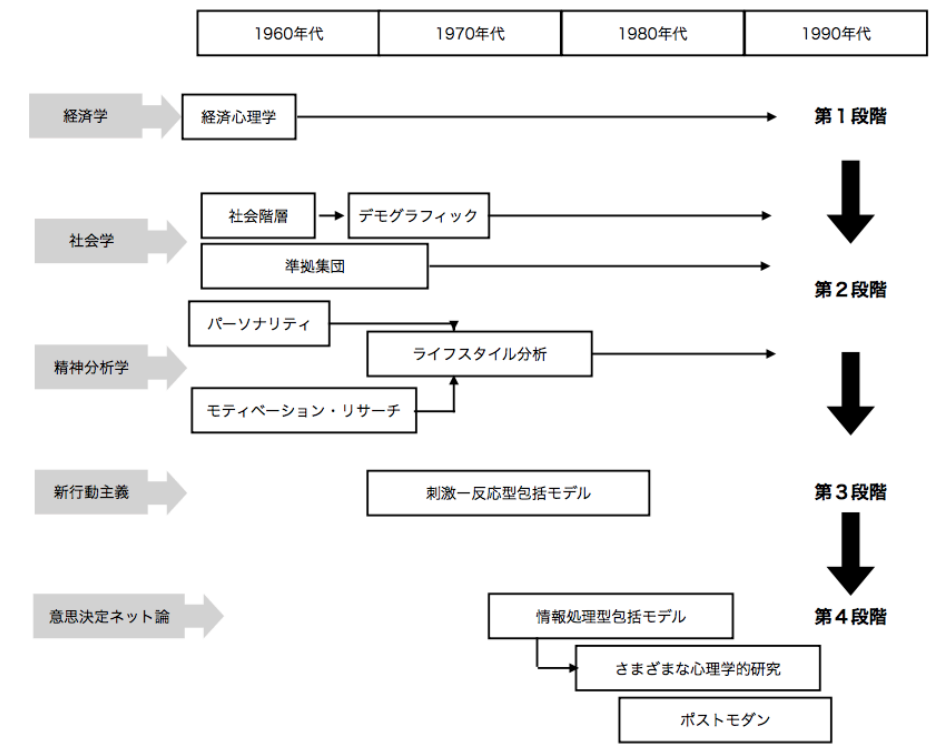 1960年代
1970年代
1980年代
1990年代
経済学
経済心理学
第１段階
社会学
社会階層
デモグラフィック
準拠集団
第２段階
精神分析学
パーソナリティ
ライフスタイル分析
モティベーション・リサーチ
新行動主義
刺激ー反応型包括モデル
第３段階
意思決定ネット論
情報処理型包括モデル
第４段階
さまざまな心理学的研究
ポストモダン